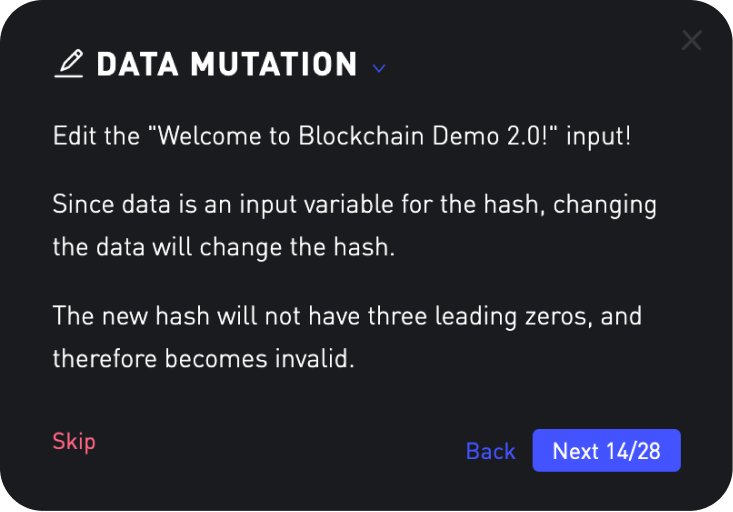 DATA MUTATION
Edit the "Welcome to Blockchain Demo 2.0!" input!
Since data is an input variable for the hash, changing
the data will change the hash.
The new hash will not have three leading zeros, and
therefore becomes invalid.
Skip
Back
Next 14/28